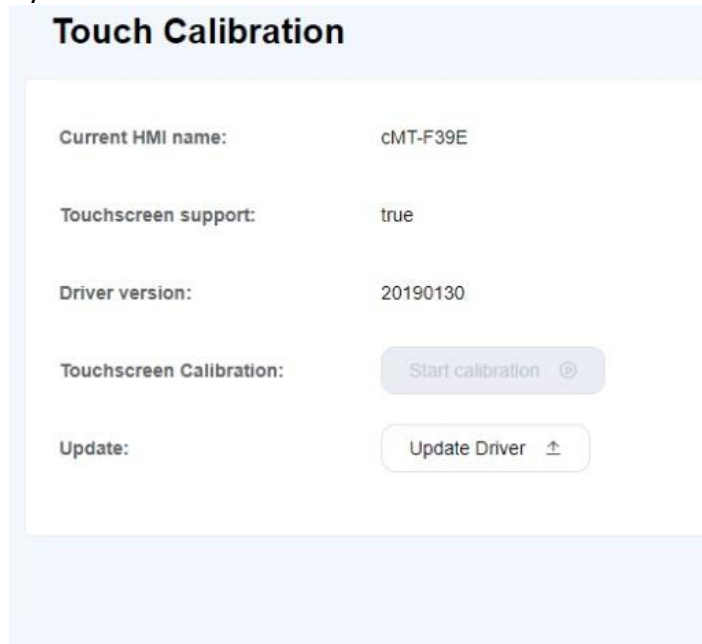 Touch Calibration
Current HMI name: cMT-F39E
Touchscreen support: true
Driver version: 20190130
Touchscreen Calibration: Start calibration
Update: Update Driver